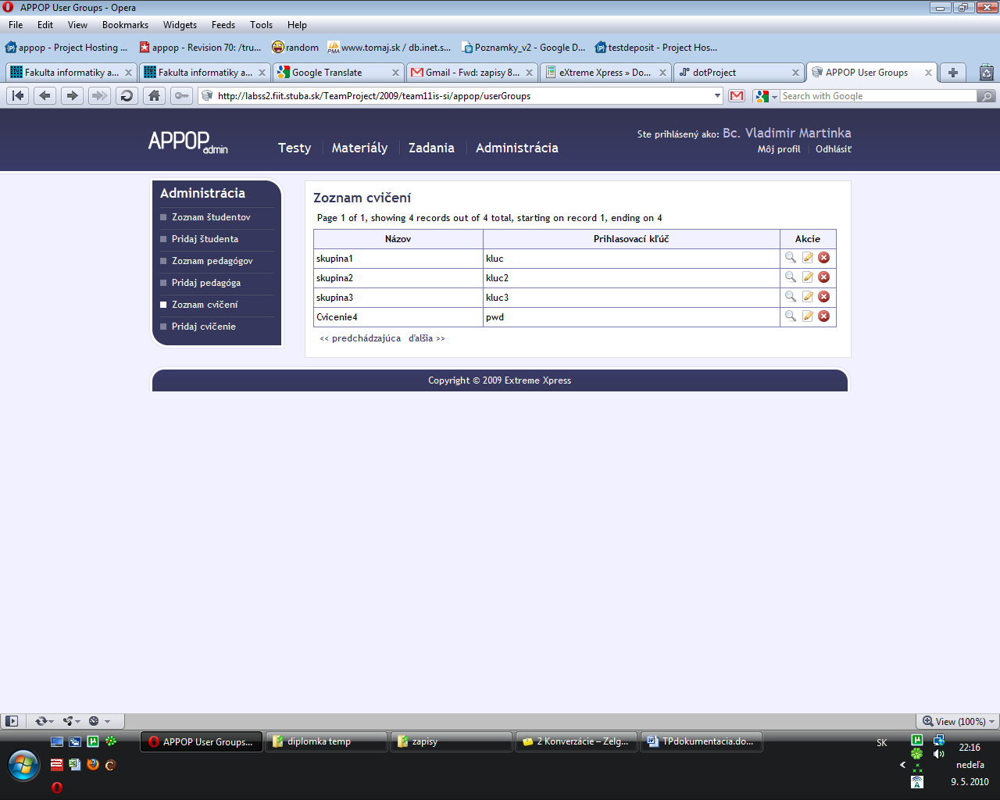 APPOP User Groups - Opera
File Edit View Bookmarks Widgets Feeds Tools Help
appop - Project Hosting ... appop - Revision 70: /tru... random www.tomaj.sk / db.inet.s... Poznamky_v2 - Google D... testdeposit - Project Hos...
Fakulta informatiky a... Fakulta informatiky a... Google Translate Gmail - Fwd: zapisy 8... eXtreme Xpress » Do... dotProject APPOP User Groups
http://labss2.fiit.stuba.sk/TeamProject/2009/team11is-si/appop/userGroups Search with Google
APPOP admin
Testy Materiály Zadania Administrácia
Ste prihlásený ako: Bc. Vladimír Martinka
Môj profil Odhlásiť
Administrácia
Zoznam študentov
Pridaj študenta
Zoznam pedagógov
Pridaj pedagóga
Zoznam cvičení
Pridaj cvičenie
Zoznam cvičení
Page 1 of 1, showing 4 records out of 4 total, starting on record 1, ending on 4
Názov Prihlasovací kľúč Akcie
skupina1 kluc
skupina2 kluc2
skupina3 kluc3
Cvicenie4 pwd
<< predchádzajúca ďalšia >>
Copyright © 2009 Extreme Xpress
View (100%)
APPOP User Groups... diplomka temp zapisy 2 Konverzácie – Zelg... TPdokumentacia.do... SK
22:16
nedeľa
9. 5. 2010